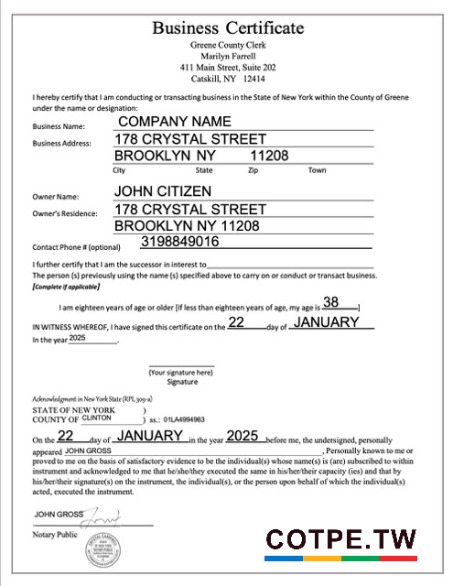 Business Certificate
Greene County Clerk
Marilyn Farrell
411 Main Street, Suite 202
Catskill, NY 12414
I hereby certify that I am conducting or transacting business in the State of New York within the County of Greene
under the name or designation:
Business Name: COMPANY NAME
Business Address: 178 CRYSTAL STREET
BROOKLYN NY 11208
City State Zip Town
Owner Name: JOHN CITIZEN
Owner's Residence: 178 CRYSTAL STREET
BROOKLYN NY 11208
Contact Phone # (optional) 3198849016
I further certify that I am the successor in interest to
The person (s) previously using the name (s) specified above to carry on or conduct or transact business.
[Complete if applicable]
I am eighteen years of age or older [If less than eighteen years of age, my age is 38 ]
IN WITNESS WHEREOF, I have signed this certificate on the 22 day of JANUARY
In the year 2025 .
(Your signature here)
Signature
Acknowledgment in New York State (RPL 309-a)
STATE OF NEW YORK )
COUNTY OF CLINTON ) ss.: 01LA4994963
On the 22 day of JANUARY in the year 2025 before me, the undersigned, personally
appeared JOHN GROSS , Personally known to me or
proved to me on the basis of satisfactory evidence to be the individual(s) whose name(s) is (are) subscribed to within
instrument and acknowledged to me that he/she/they executed the same in his/her/their capacity (ies) and that by
his/her/their signature(s) on the instrument, the individual(s), or the person upon behalf of which the individual(s)
acted, executed the instrument.
JOHN GROSS
Notary Public
COTPE.TW